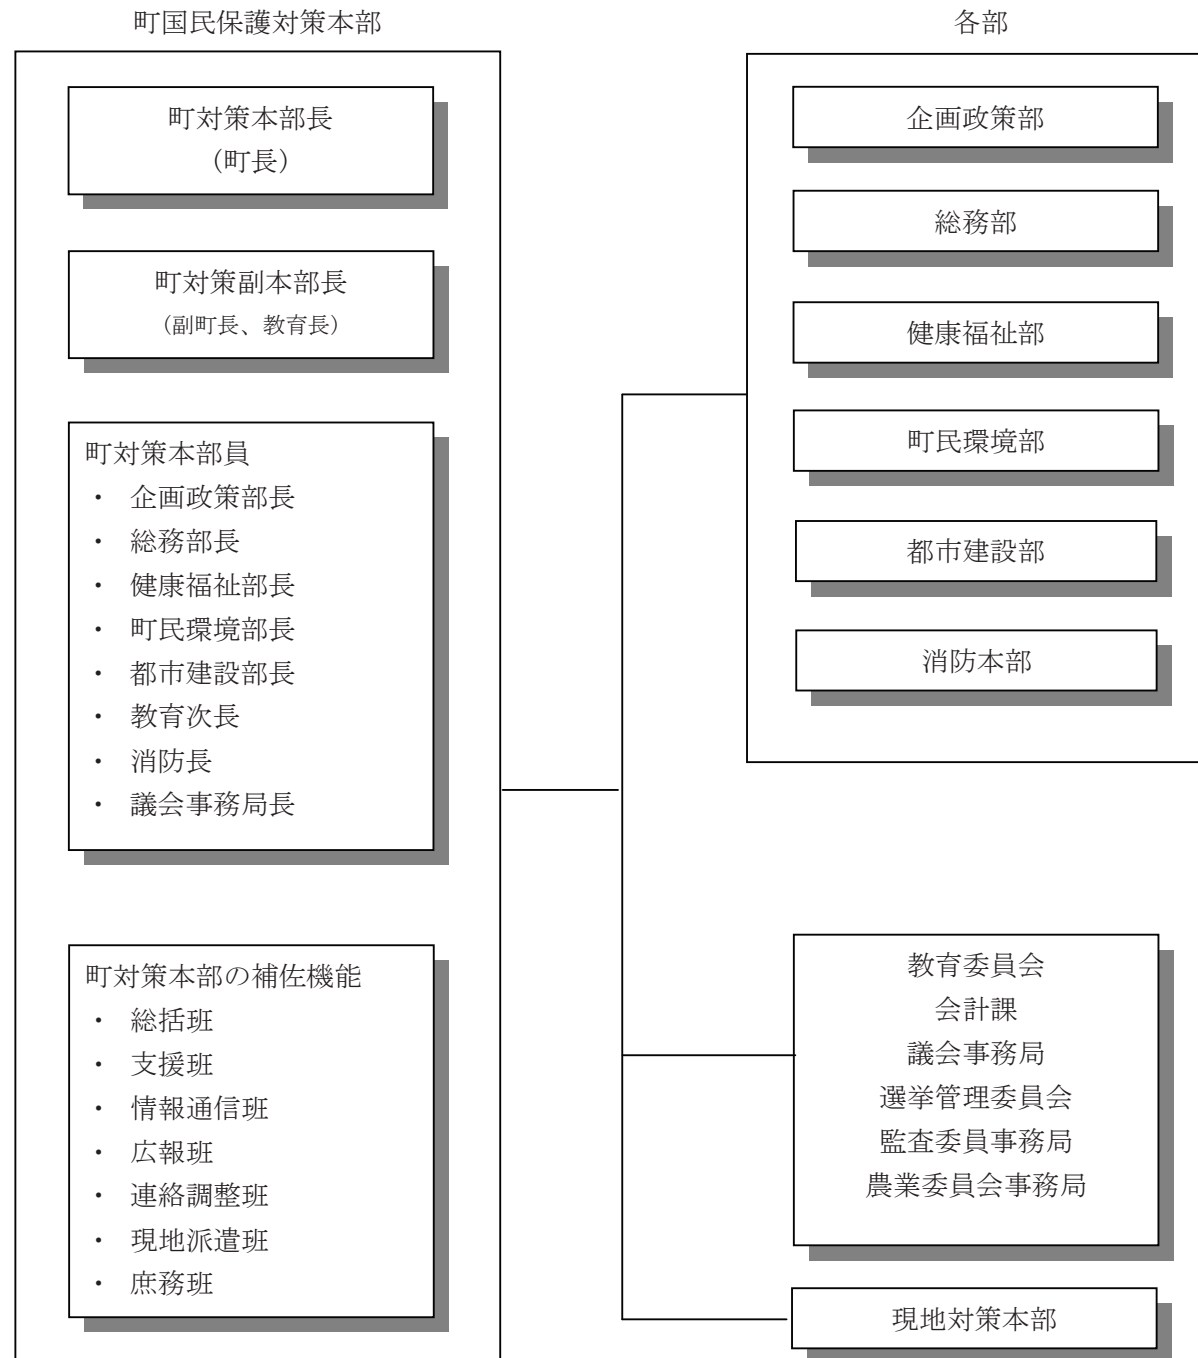 町国民保護対策本部
町対策本部長
(町長)
町対策副本部長
(副町長、教育長)
町対策本部員
・ 企画政策部長
・ 総務部長
・ 健康福祉部長
・ 町民環境部長
・ 都市建設部長
・ 教育次長
・ 消防長
・ 議会事務局長
町対策本部の補佐機能
・ 総括班
・ 支援班
・ 情報通信班
・ 広報班
・ 連絡調整班
・ 現地派遣班
・ 庶務班
各部
企画政策部
総務部
健康福祉部
町民環境部
都市建設部
消防本部
教育委員会
会計課
議会事務局
選挙管理委員会
監査委員事務局
農業委員会事務局
現地対策本部